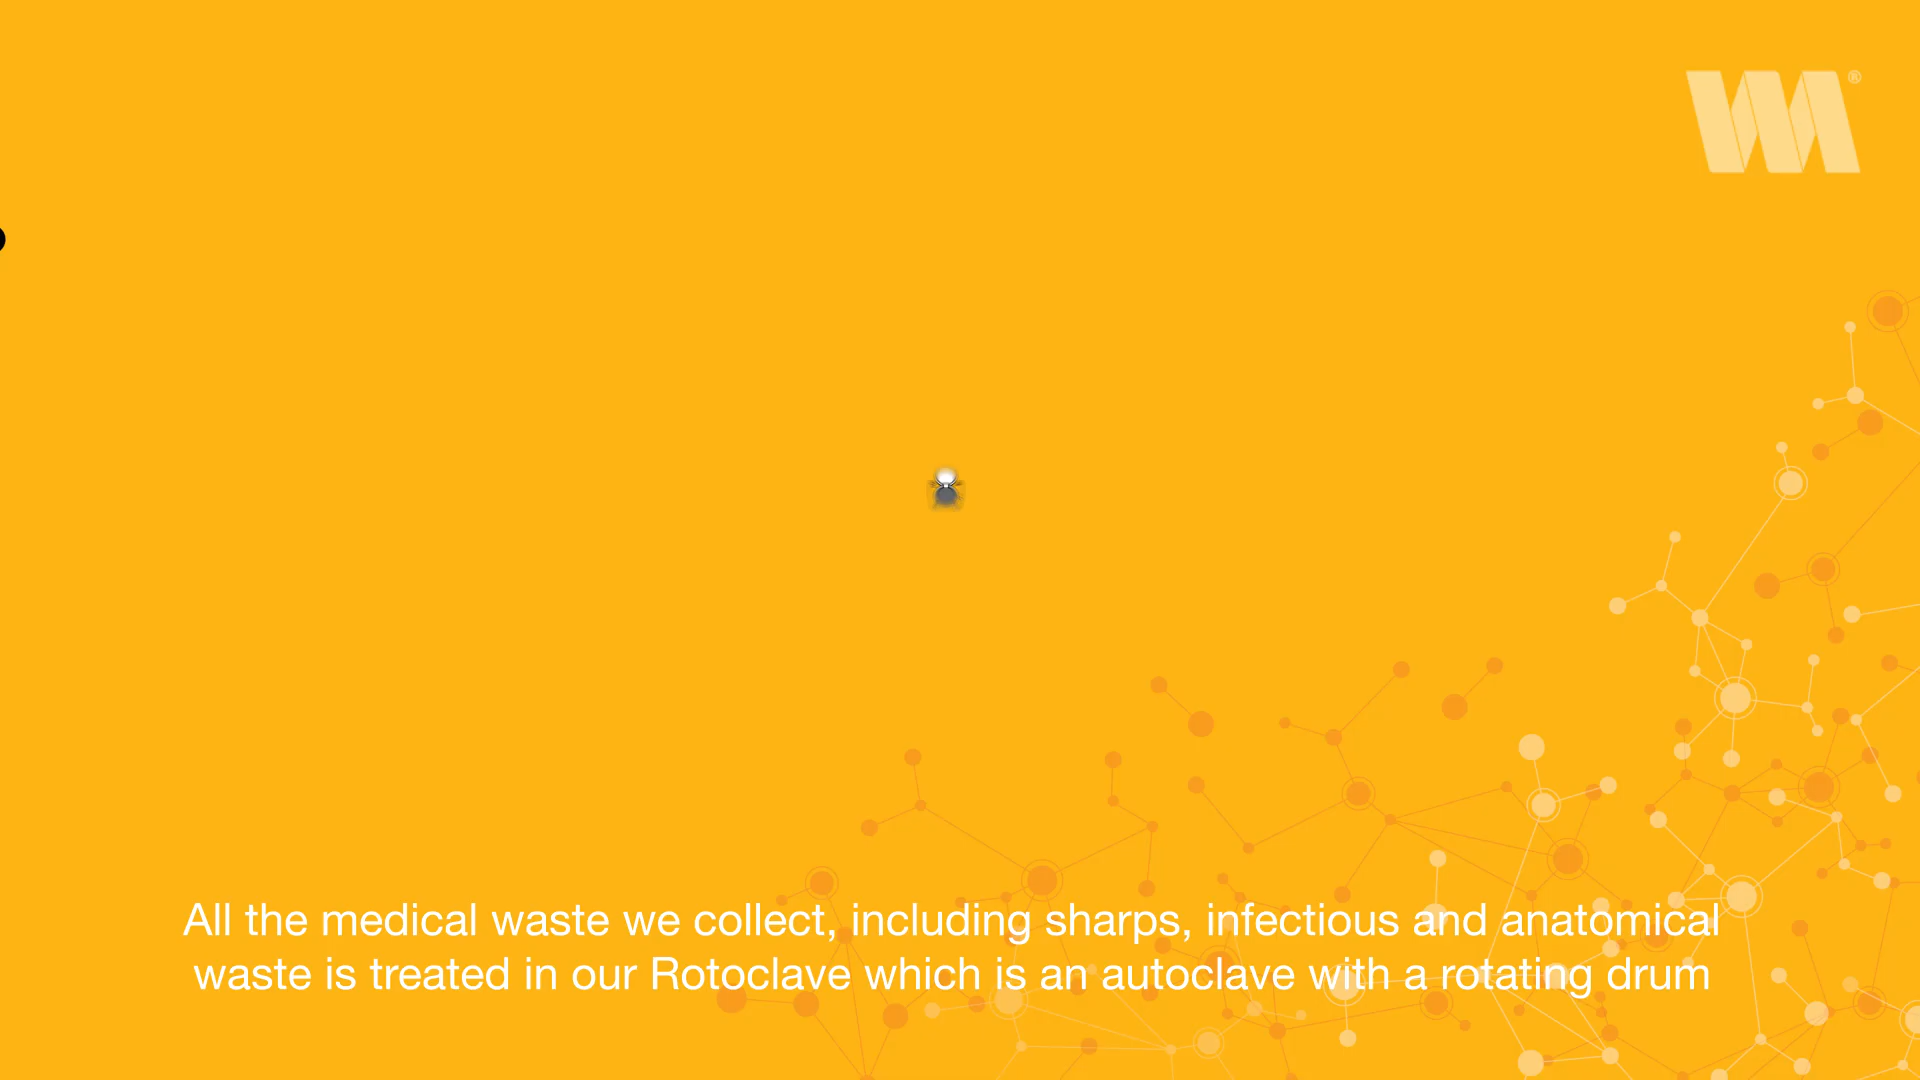 All the medical waste we collect, including sharps, infectious and anatomical
waste is treated in our Rotoclave which is an autoclave with a rotating drum